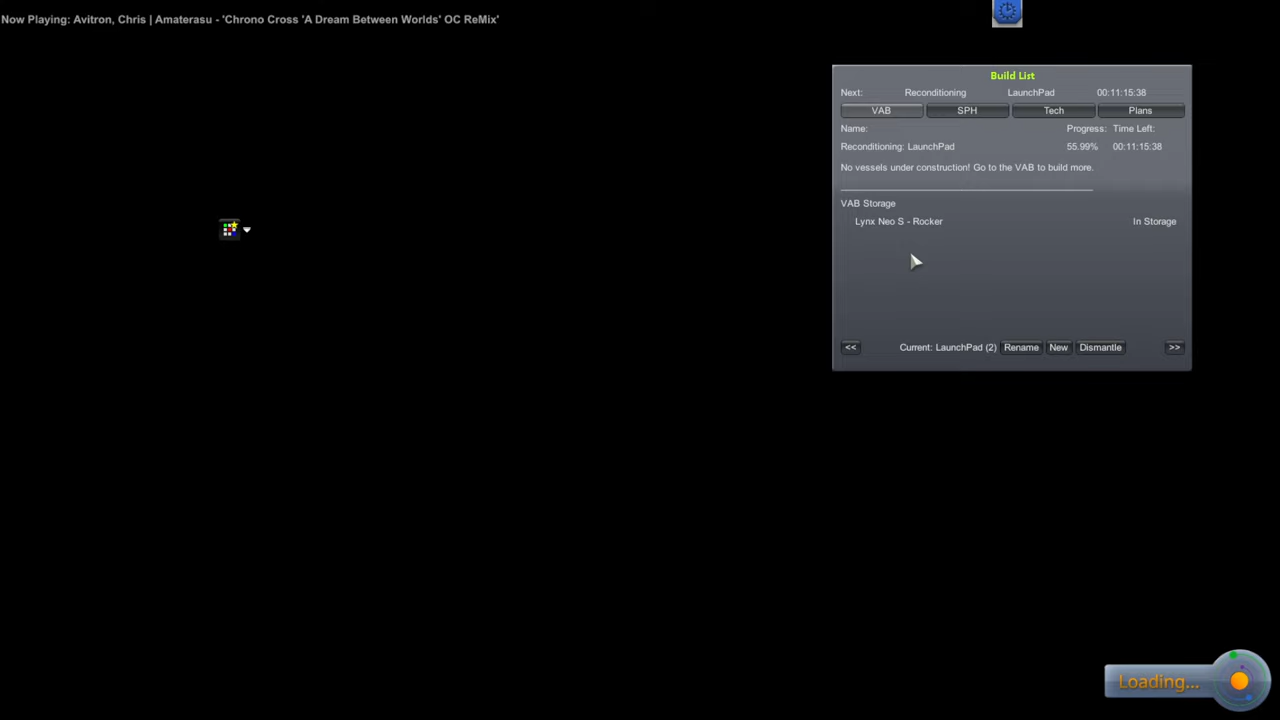 Now Playing: Avitron, Chris | Amaterasu - 'Chrono Cross 'A Dream Between Worlds' OC ReMix'
Build List
Next: Reconditioning LaunchPad 00:11:15:38
VAB SPH Tech Plans
Name: Progress: Time Left:
Reconditioning: LaunchPad 55.99% 00:11:15:38
No vessels under construction! Go to the VAB to build more.
VAB Storage
Lynx Neo S - Rocker In Storage
<< Current: LaunchPad (2) Rename New Dismantle >>
Loading...